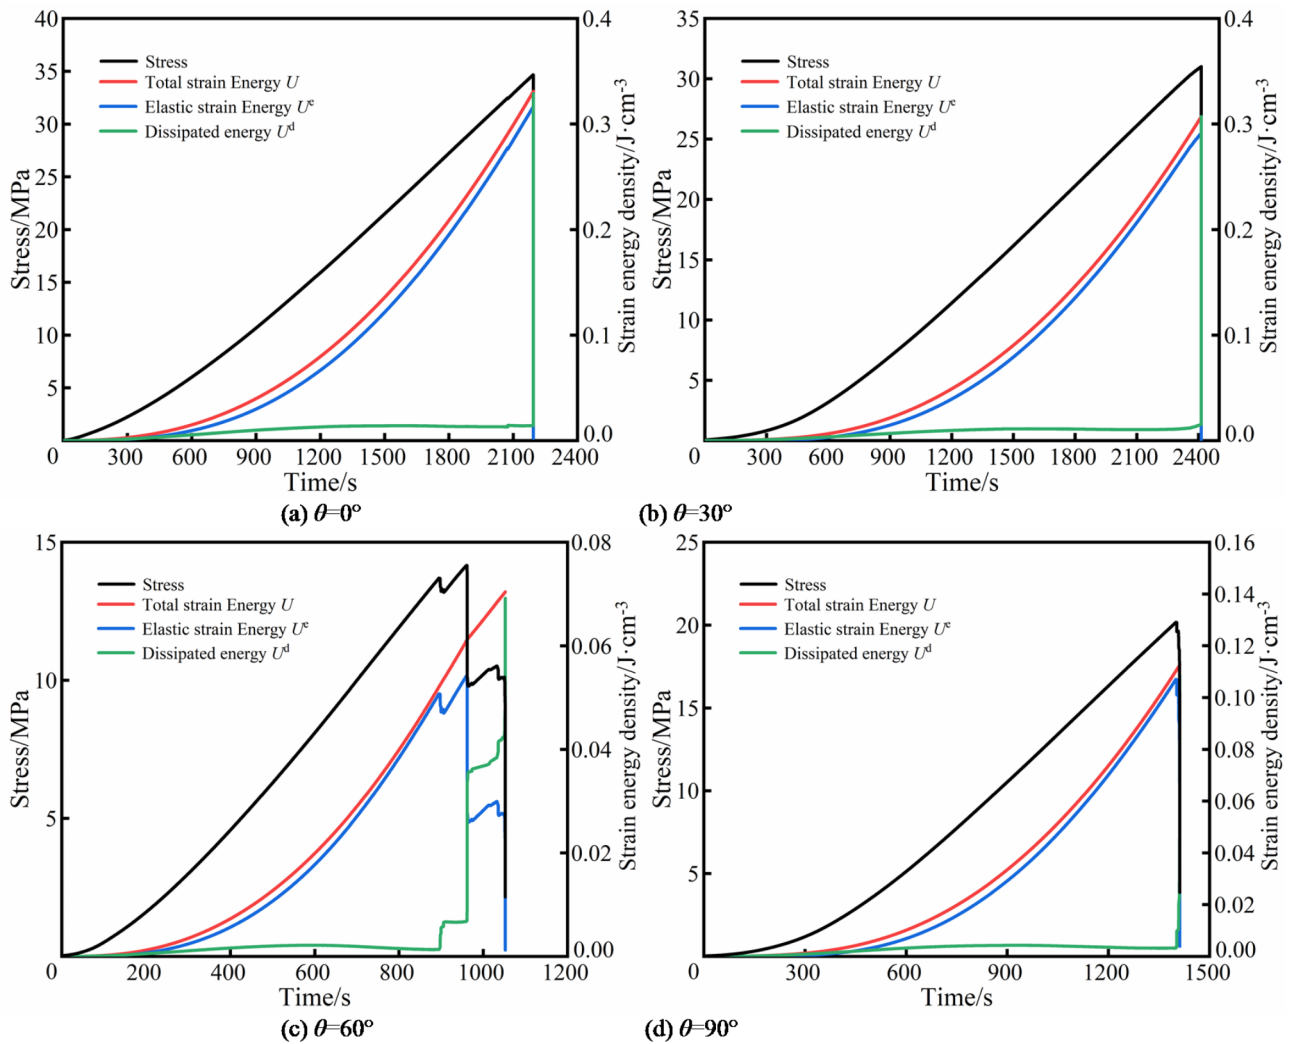 40
35
30
25
20
15
10
5
Stress/MPa
Stress
Total strain Energy U
Elastic strain Energy Uᵉ
Dissipated energy Uᵈ
0.4
0.3
0.2
0.1
0.0
Strain energy density/J·cm⁻³
0 300 600 900 1200 1500 1800 2100 2400
Time/s
(a) θ=0°
35
30
25
20
15
10
5
Stress/MPa
Stress
Total strain Energy U
Elastic strain Energy Uᵉ
Dissipated energy Uᵈ
0.4
0.3
0.2
0.1
0.0
Strain energy density/J·cm⁻³
0 300 600 900 1200 1500 1800 2100 2400
Time/s
(b) θ=30°
15
10
5
Stress/MPa
Stress
Total strain Energy U
Elastic strain Energy Uᵉ
Dissipated energy Uᵈ
0.08
0.06
0.04
0.02
0.00
Strain energy density/J·cm⁻³
0 200 400 600 800 1000 1200
Time/s
(c) θ=60°
25
20
15
10
5
Stress/MPa
Stress
Total strain Energy U
Elastic strain Energy Uᵉ
Dissipated energy Uᵈ
0.16
0.14
0.12
0.10
0.08
0.06
0.04
0.02
0.00
Strain energy density/J·cm⁻³
0 300 600 900 1200 1500
Time/s
(d) θ=90°